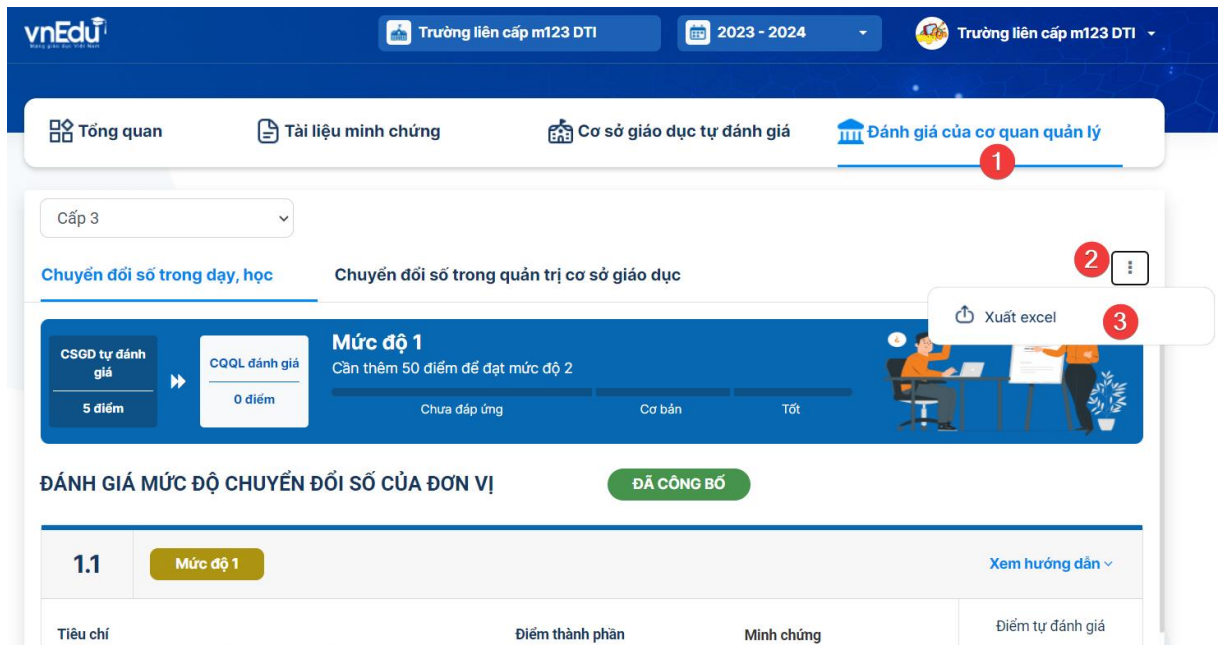 vnEdu
Mạng giáo dục Việt Nam
Trường liên cấp m123 DTI
2023 - 2024
Trường liên cấp m123 DTI
Tổng quan
Tài liệu minh chứng
Cơ sở giáo dục tự đánh giá
Đánh giá của cơ quan quản lý
1
Cấp 3
Chuyển đổi số trong dạy, học
Chuyển đổi số trong quản trị cơ sở giáo dục
2
Xuất excel
3
CSGD tự đánh
giá
5 điểm
CQQL đánh giá
0 điểm
Mức độ 1
Cần thêm 50 điểm để đạt mức độ 2
Chưa đáp ứng
Cơ bản
Tốt
ĐÁNH GIÁ MỨC ĐỘ CHUYỂN ĐỔI SỐ CỦA ĐƠN VỊ
ĐÃ CÔNG BỐ
1.1
Mức độ 1
Xem hướng dẫn
Tiêu chí
Điểm thành phần
Minh chứng
Điểm tự đánh giá